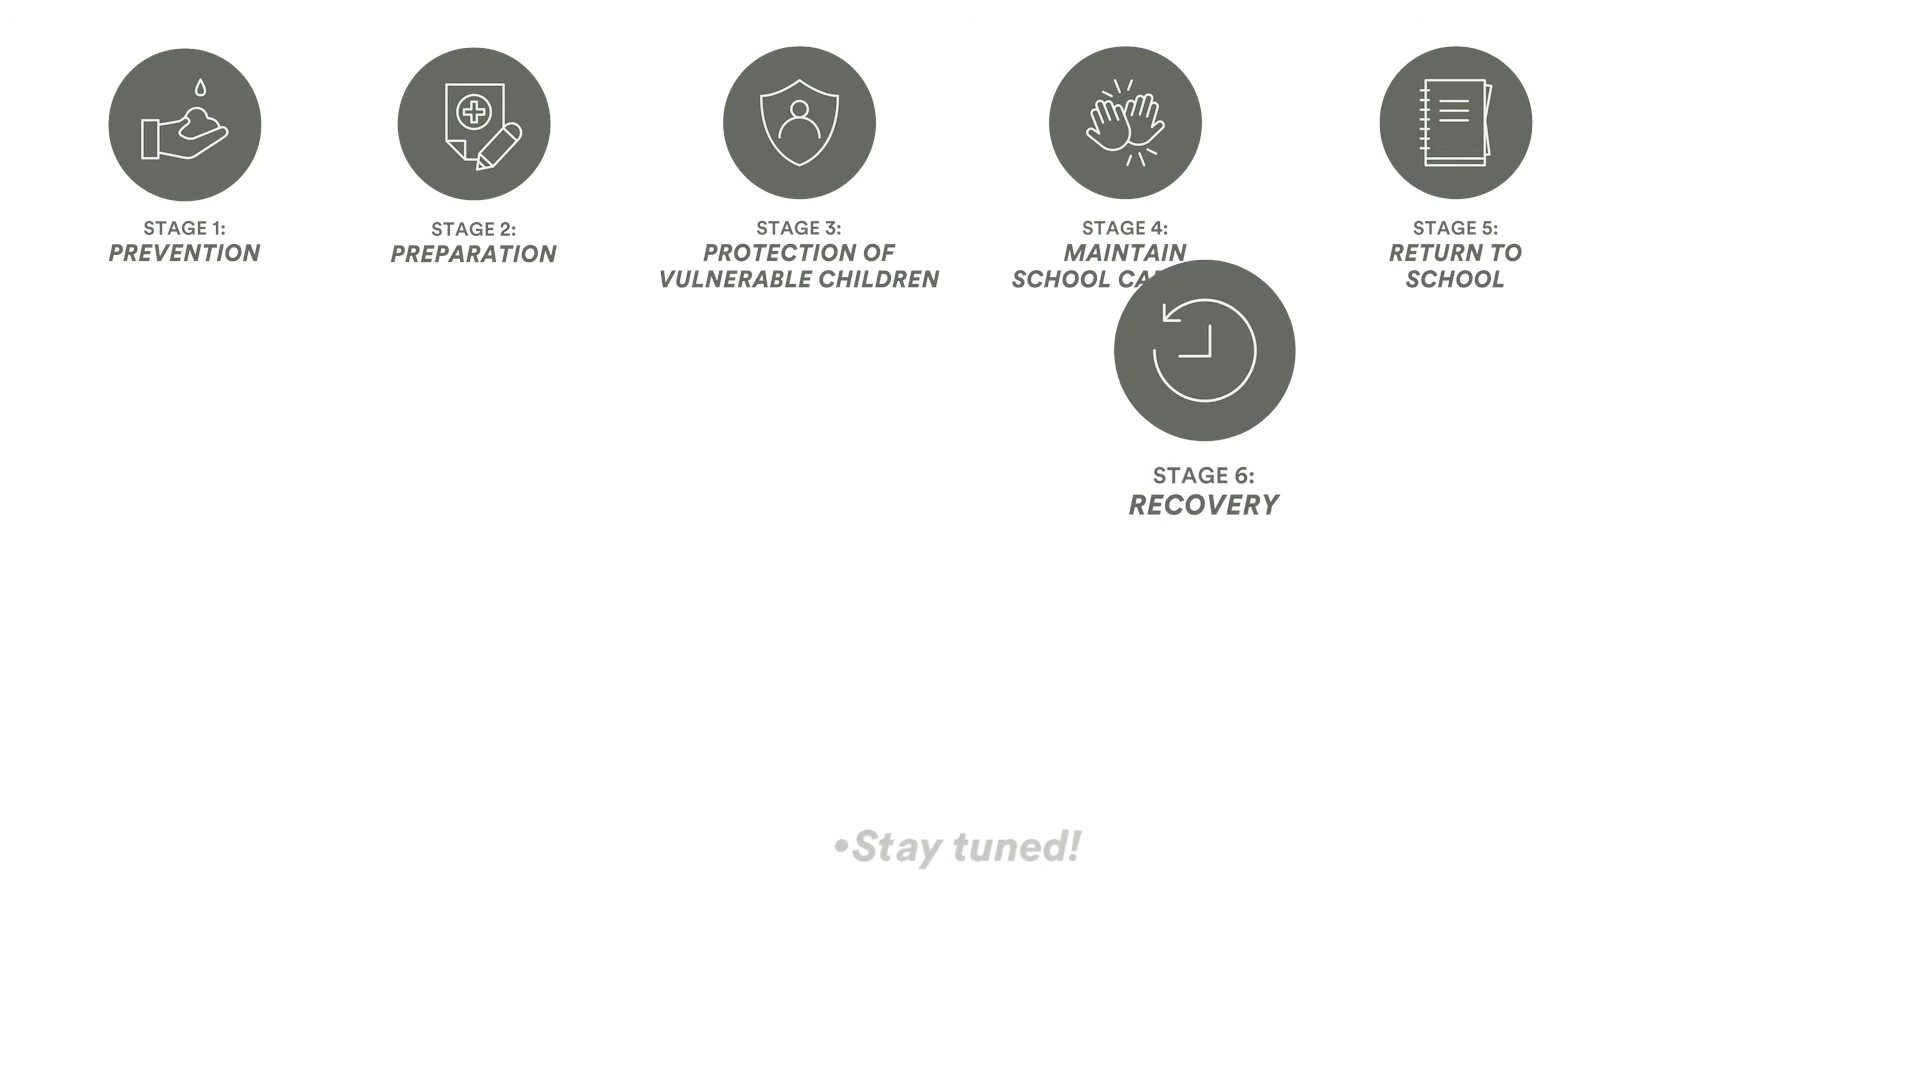 STAGE 1:
PREVENTION
STAGE 2:
PREPARATION
STAGE 3:
PROTECTION OF
VULNERABLE CHILDREN
STAGE 4:
MAINTAIN
SCHOOL
STAGE 5:
RETURN TO
SCHOOL
STAGE 6:
RECOVERY
•Stay tuned!